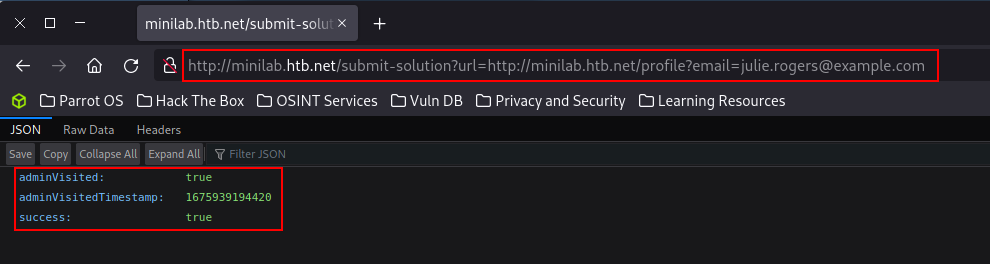 minilab.htb.net/submit-solut
http://minilab.htb.net/submit-solution?url=http://minilab.htb.net/profile?email=julie.rogers@example.com
Parrot OS Hack The Box OSINT Services Vuln DB Privacy and Security Learning Resources
JSON Raw Data Headers
Save Copy Collapse All Expand All Filter JSON
adminVisited: true
adminVisitedTimestamp: 1675939194420
success: true